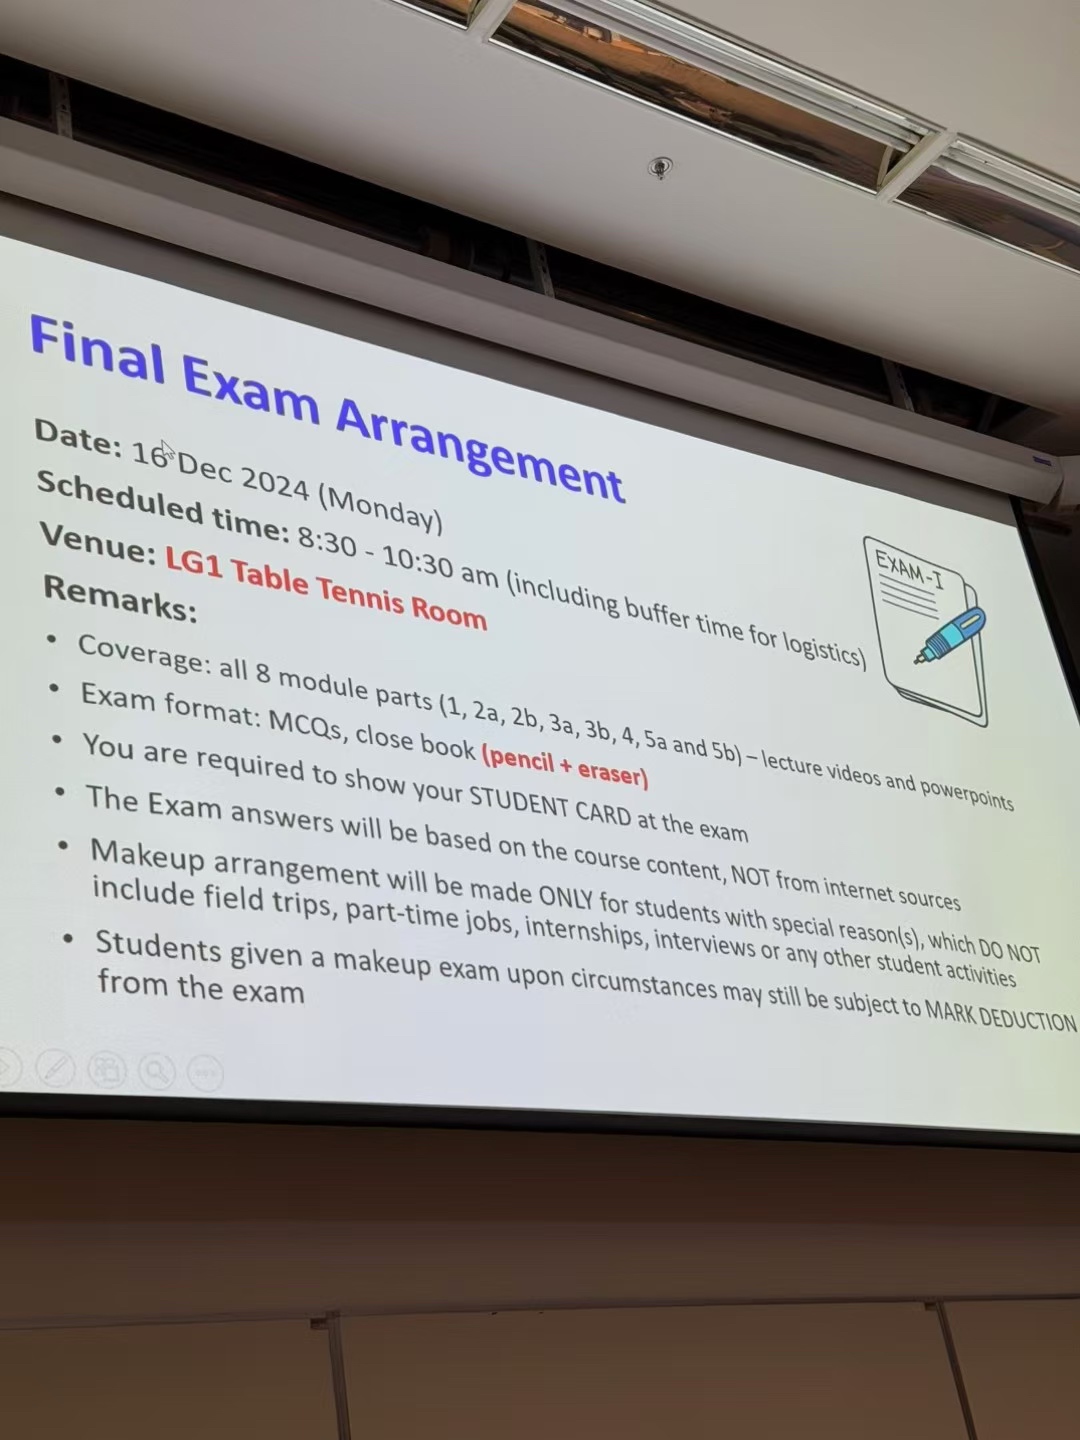 Final Exam Arrangement
Date: 16 Dec 2024 (Monday)
Scheduled time: 8:30 - 10:30 am (including buffer time for logistics)
Venue: LG1 Table Tennis Room
Remarks:
• Coverage: all 8 module parts (1, 2a, 2b, 3a, 3b, 4, 5a and 5b) – lecture videos and powerpoints
• Exam format: MCQs, close book (pencil + eraser)
• You are required to show your STUDENT CARD at the exam
• The Exam answers will be based on the course content, NOT from internet sources
• Makeup arrangement will be made ONLY for students with special reason(s), which DO NOT
include field trips, part-time jobs, internships, interviews or any other student activities
• Students given a makeup exam upon circumstances may still be subject to MARK DEDUCTION
from the exam
EXAM-I